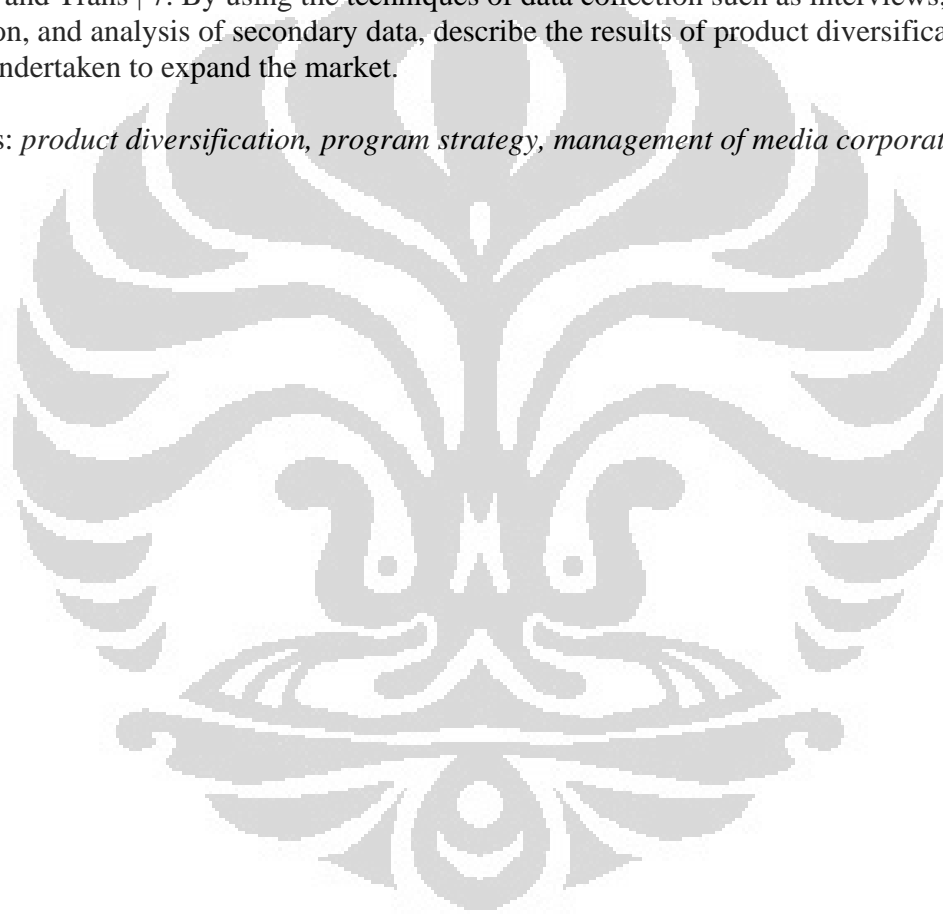 and Trans | 7. By using the techniques of data collection such as interviews,
on, and analysis of secondary data, describe the results of product diversifica
ndertaken to expand the market.
s: product diversification, program strategy, management of media corporat